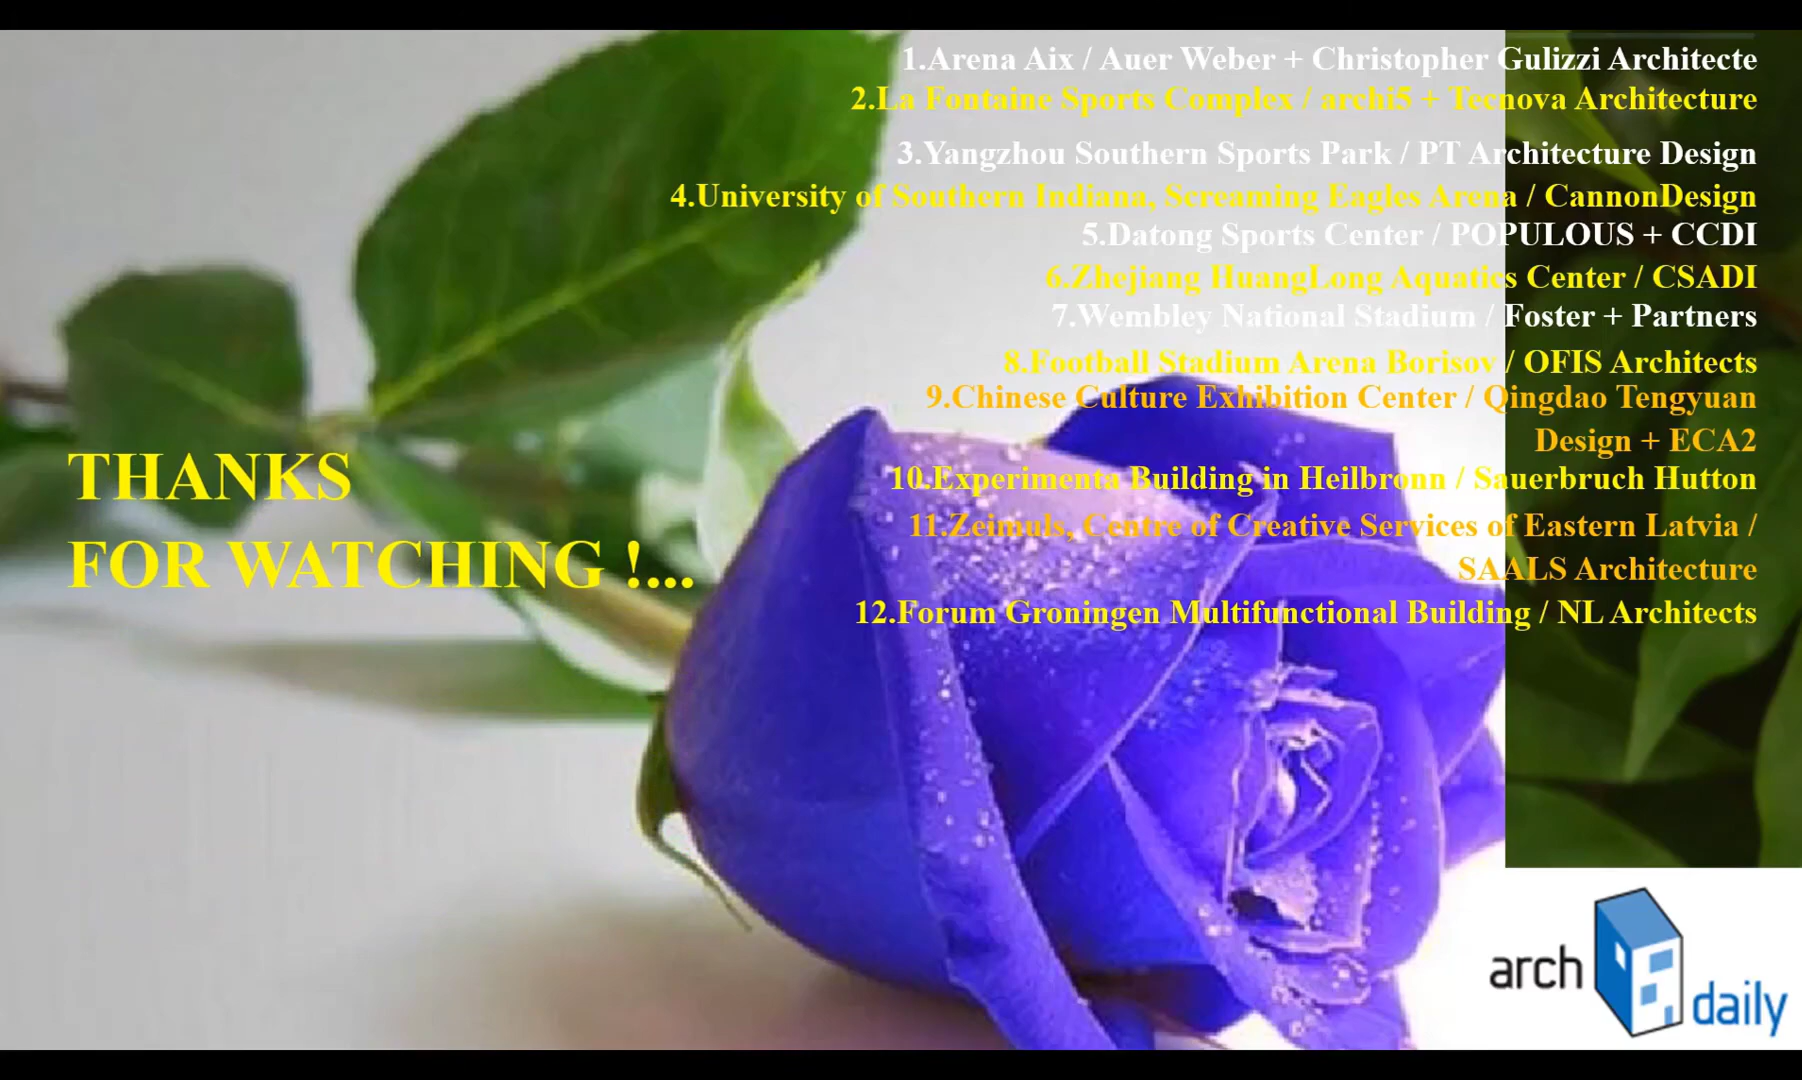 1.Arena Aix / Auer Weber + Christopher Gulizzi Architecte
2.La Fontaine Sports Complex / archi5 + Tecnova Architecture
3.Yangzhou Southern Sports Park / PT Architecture Design
4.University of Southern Indiana, Screaming Eagles Arena / CannonDesign
5.Datong Sports Center / POPULOUS + CCDI
6.Zhejiang HuangLong Aquatics Center / CSADI
7.Wembley National Stadium / Foster + Partners
8.Football Stadium Arena Borisov / OFIS Architects
9.Chinese Culture Exhibition Center / Qingdao Tengyuan
Design + ECA2
10.Experimenta Building in Heilbronn / Sauerbruch Hutton
11.Zeimuls, Centre of Creative Services of Eastern Latvia /
SAALS Architecture
12.Forum Groningen Multifunctional Building / NL Architects
THANKS
FOR WATCHING !...
arch
daily